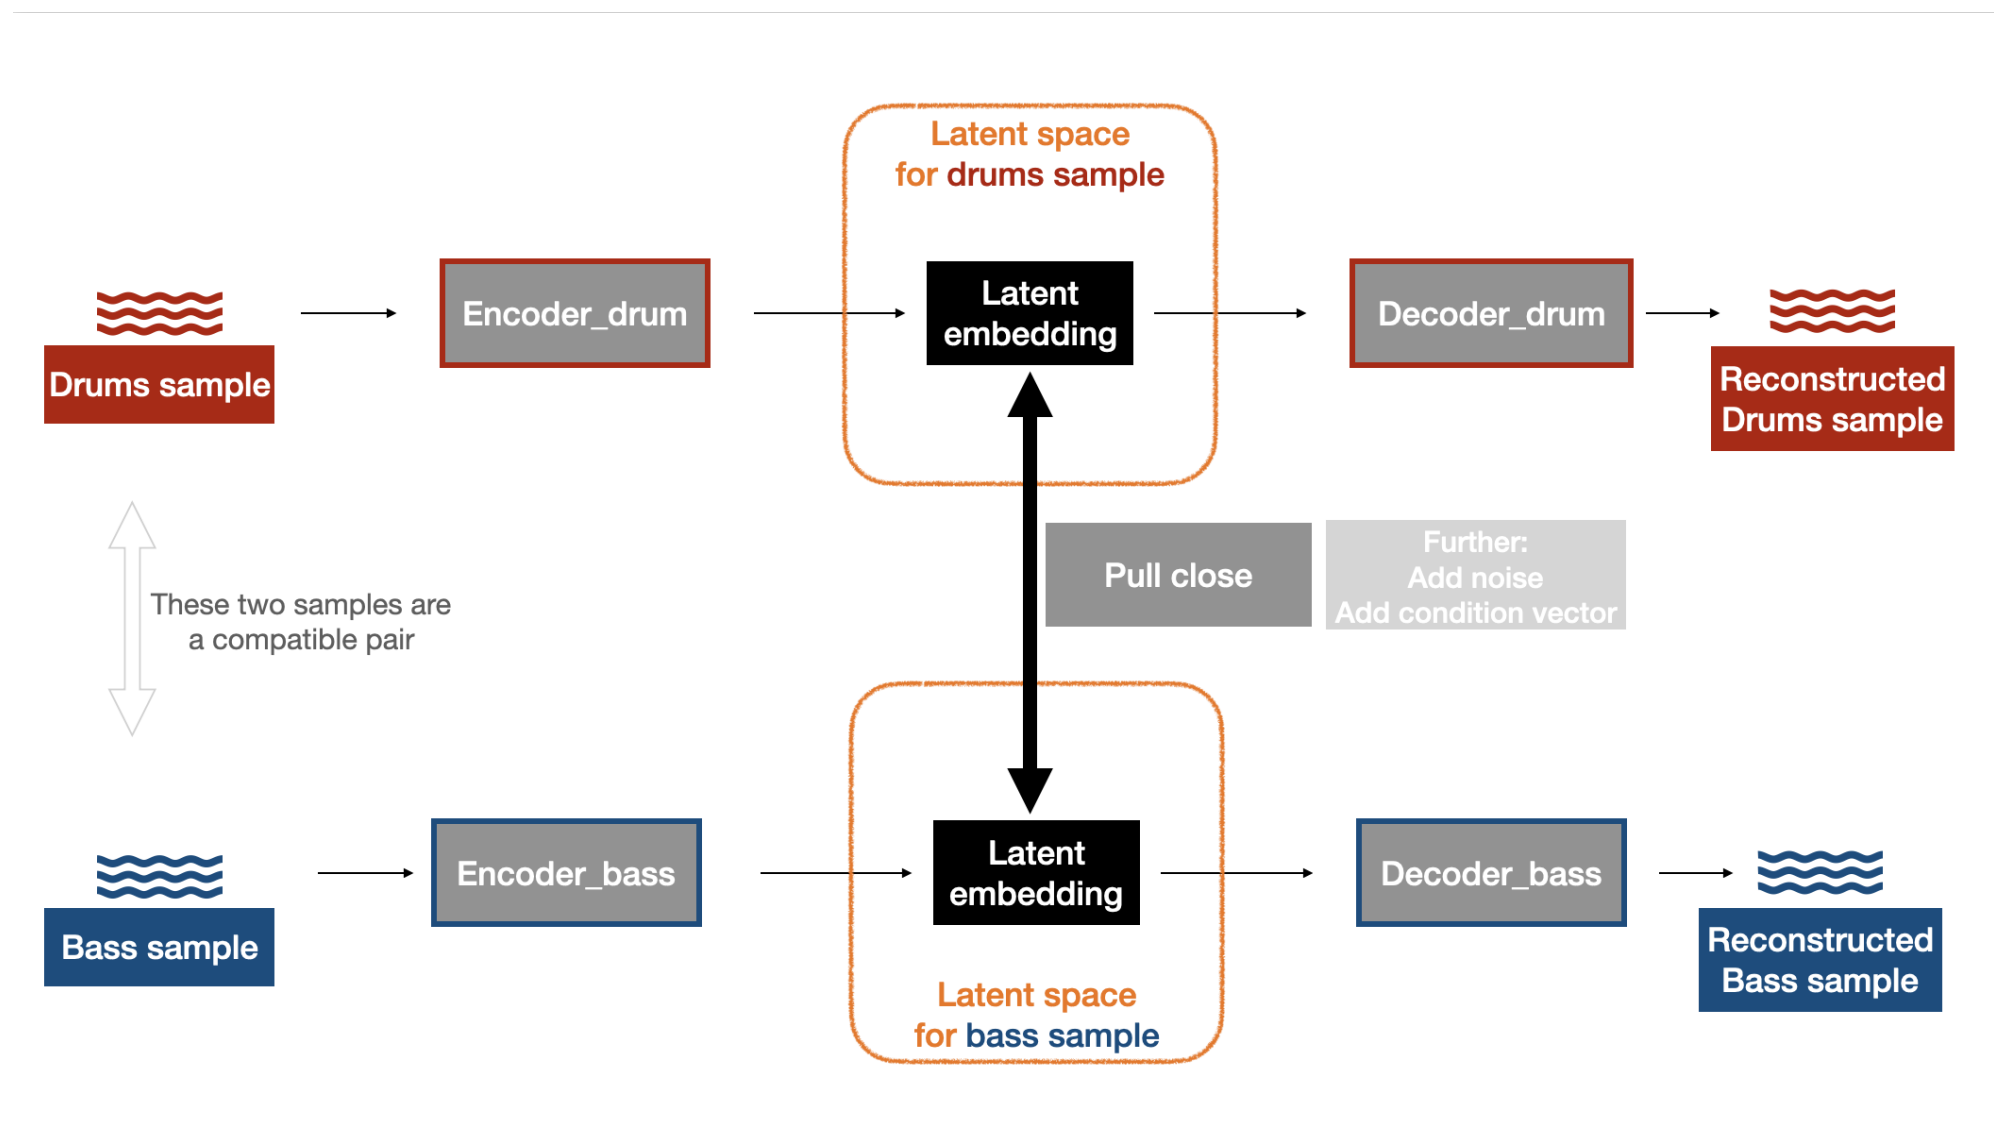 Latent space
for drums sample
Drums sample
Encoder_drum
Latent
embedding
Decoder_drum
Reconstructed
Drums sample
These two samples are
a compatible pair
Pull close
Further:
Add noise
Add condition vector
Bass sample
Encoder_bass
Latent
embedding
Decoder_bass
Reconstructed
Bass sample
Latent space
for bass sample